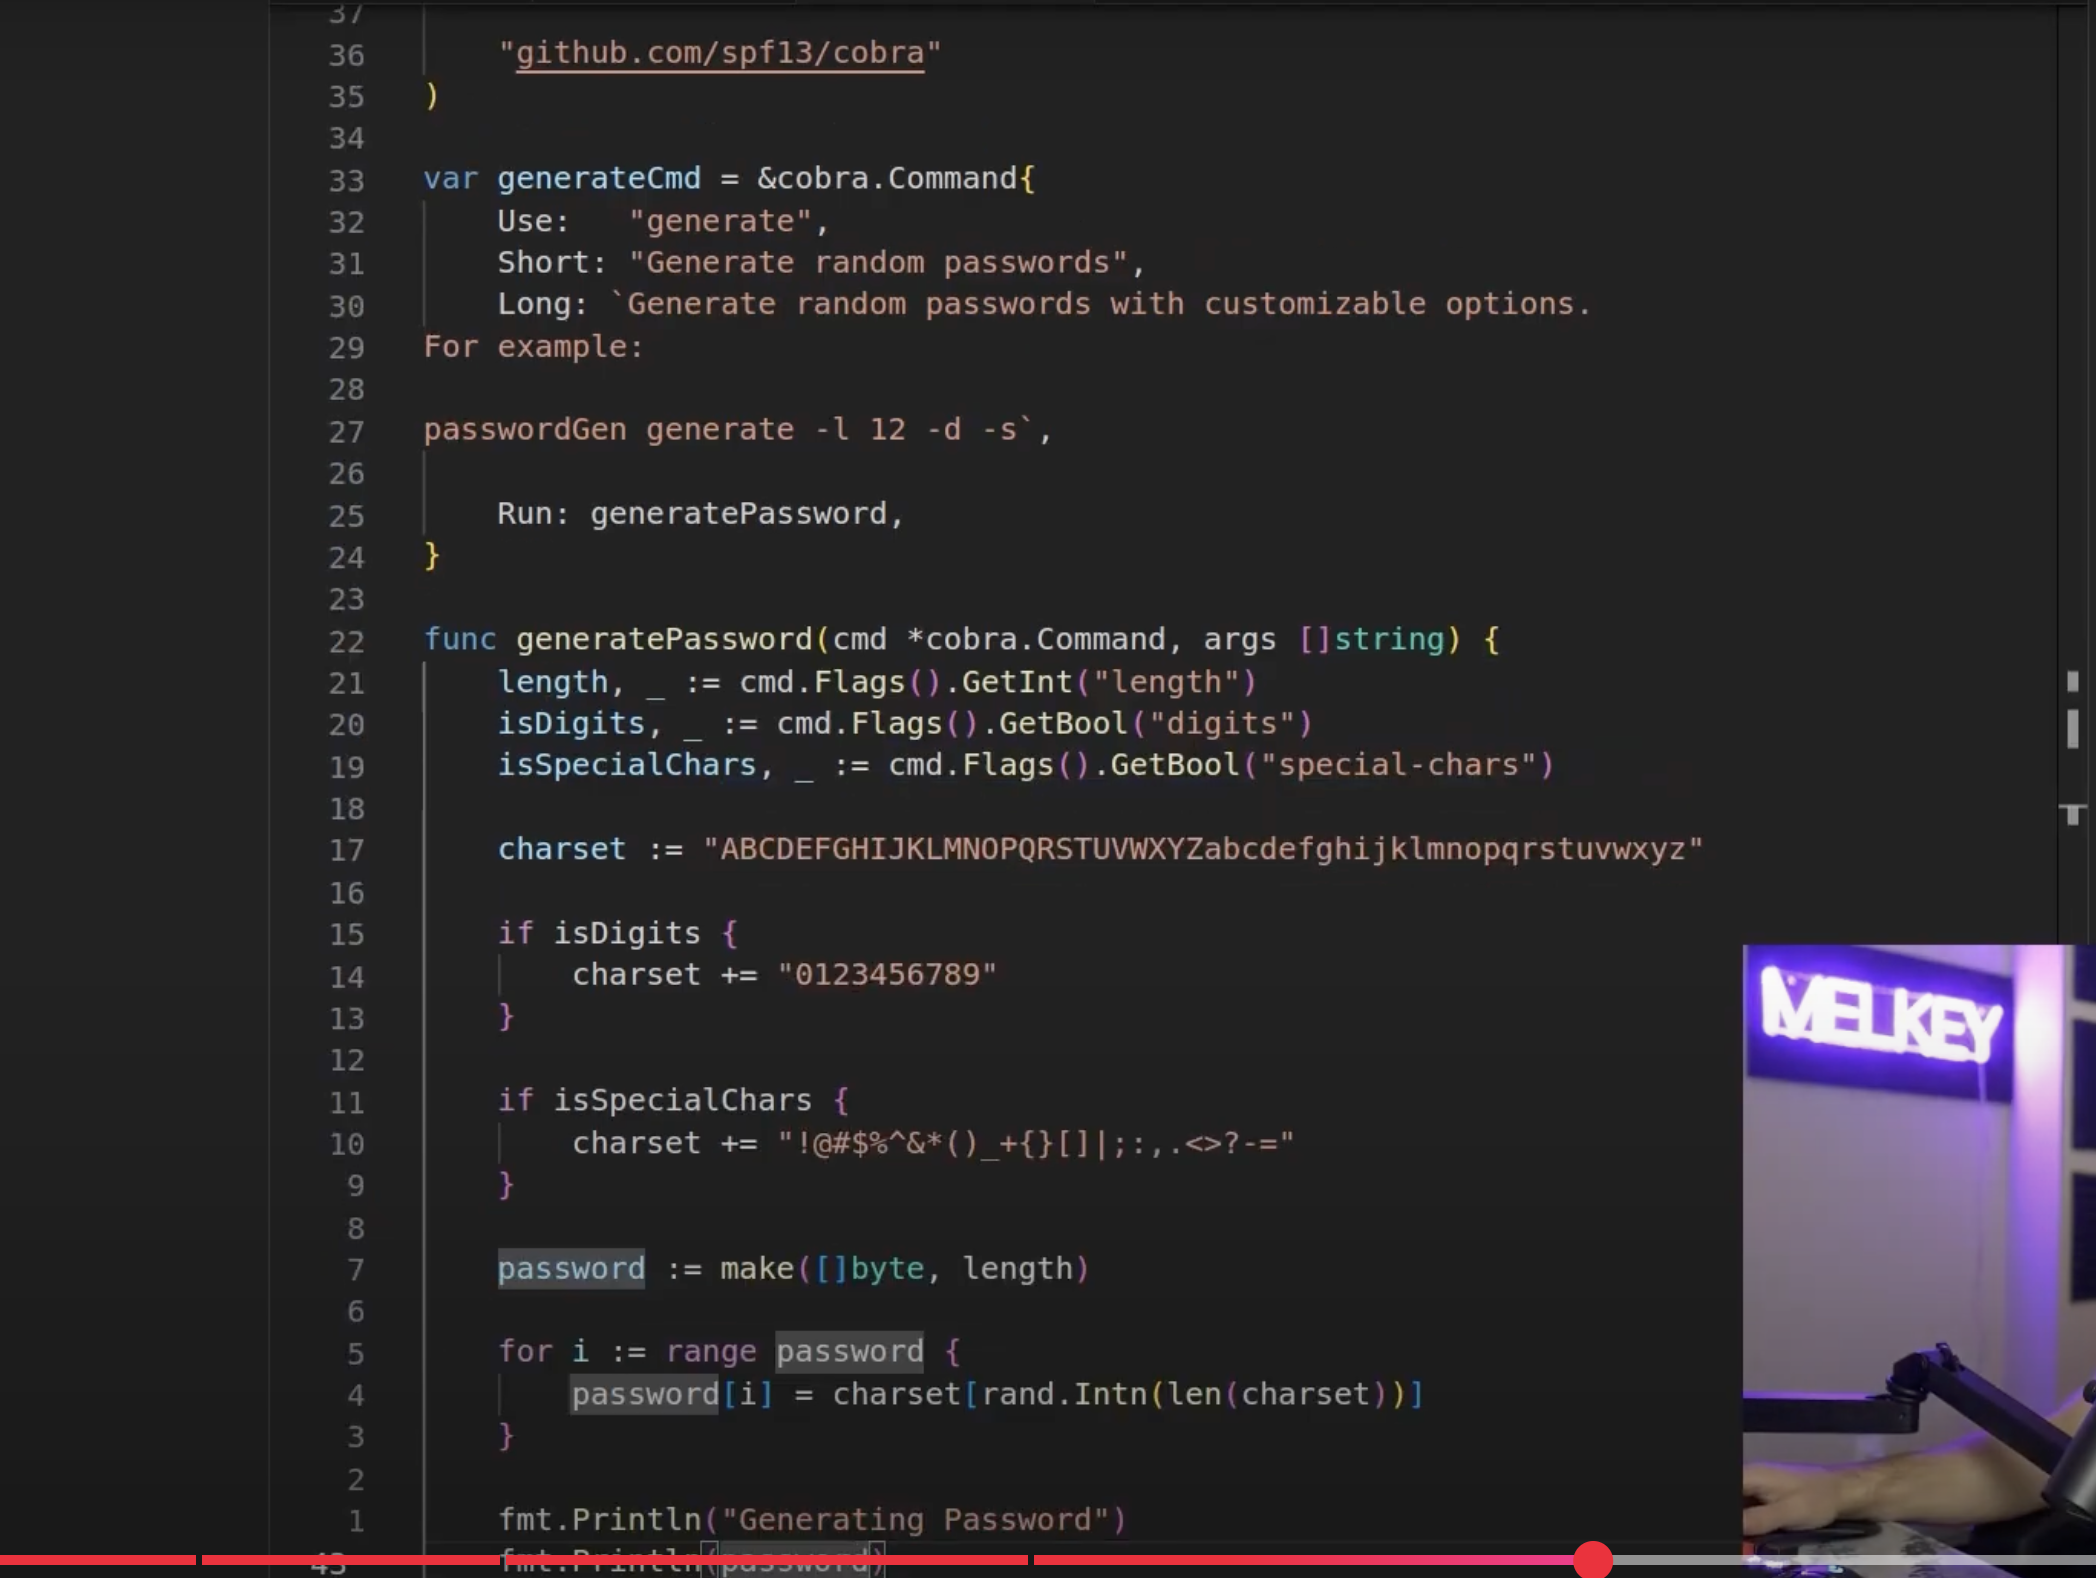 37
36 "github.com/spf13/cobra"
35 )
34
33 var generateCmd = &cobra.Command{
32 Use: "generate",
31 Short: "Generate random passwords",
30 Long: `Generate random passwords with customizable options.
29 For example:
28
27 passwordGen generate -l 12 -d -s`,
26
25 Run: generatePassword,
24 }
23
22 func generatePassword(cmd *cobra.Command, args []string) {
21 length, _ := cmd.Flags().GetInt("length")
20 isDigits, _ := cmd.Flags().GetBool("digits")
19 isSpecialChars, _ := cmd.Flags().GetBool("special-chars")
18
17 charset := "ABCDEFGHIJKLMNOPQRSTUVWXYZabcdefghijklmnopqrstuvwxyz"
16
15 if isDigits {
14 charset += "0123456789"
13 }
12
11 if isSpecialChars {
10 charset += "!@#$%^&*()_+{}[]|;:,.<>?-="
9 }
8
7 password := make([]byte, length)
6
5 for i := range password {
4 password[i] = charset[rand.Intn(len(charset))]
3 }
2
1 fmt.Println("Generating Password")
43 fmt.Println(password)
MELKEY